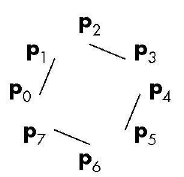 p₂
p₁ p₃
p₀ p₄
p₇ p₅
p₆